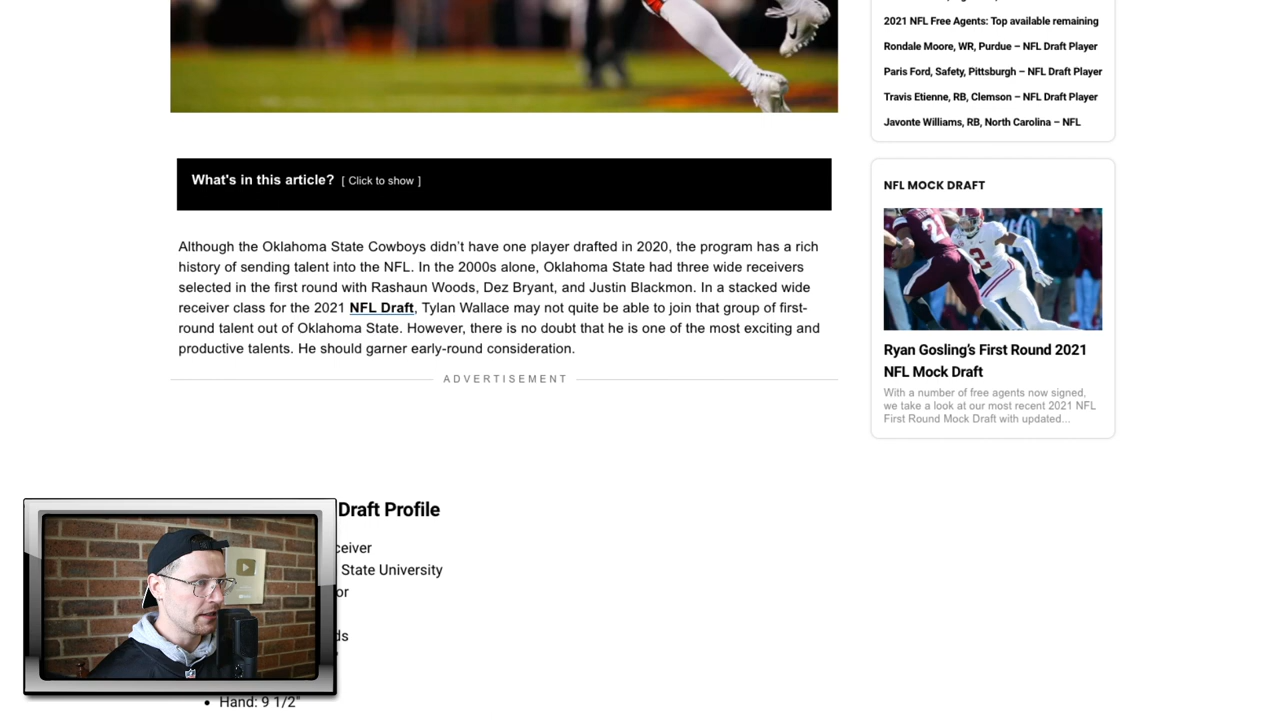 What's in this article? [ Click to show ]
Although the Oklahoma State Cowboys didn't have one player drafted in 2020, the program has a rich
history of sending talent into the NFL. In the 2000s alone, Oklahoma State had three wide receivers
selected in the first round with Rashaun Woods, Dez Bryant, and Justin Blackmon. In a stacked wide
receiver class for the 2021 NFL Draft, Tylan Wallace may not quite be able to join that group of first-
round talent out of Oklahoma State. However, there is no doubt that he is one of the most exciting and
productive talents. He should garner early-round consideration.
ADVERTISEMENT
Draft Profile
ceiver
State University
or
ds
• Hand: 9 1/2"
2021 NFL Free Agents: Top available remaining
Rondale Moore, WR, Purdue – NFL Draft Player
Paris Ford, Safety, Pittsburgh – NFL Draft Player
Travis Etienne, RB, Clemson – NFL Draft Player
Javonte Williams, RB, North Carolina – NFL
NFL MOCK DRAFT
Ryan Gosling's First Round 2021
NFL Mock Draft
With a number of free agents now signed,
we take a look at our most recent 2021 NFL
First Round Mock Draft with updated...